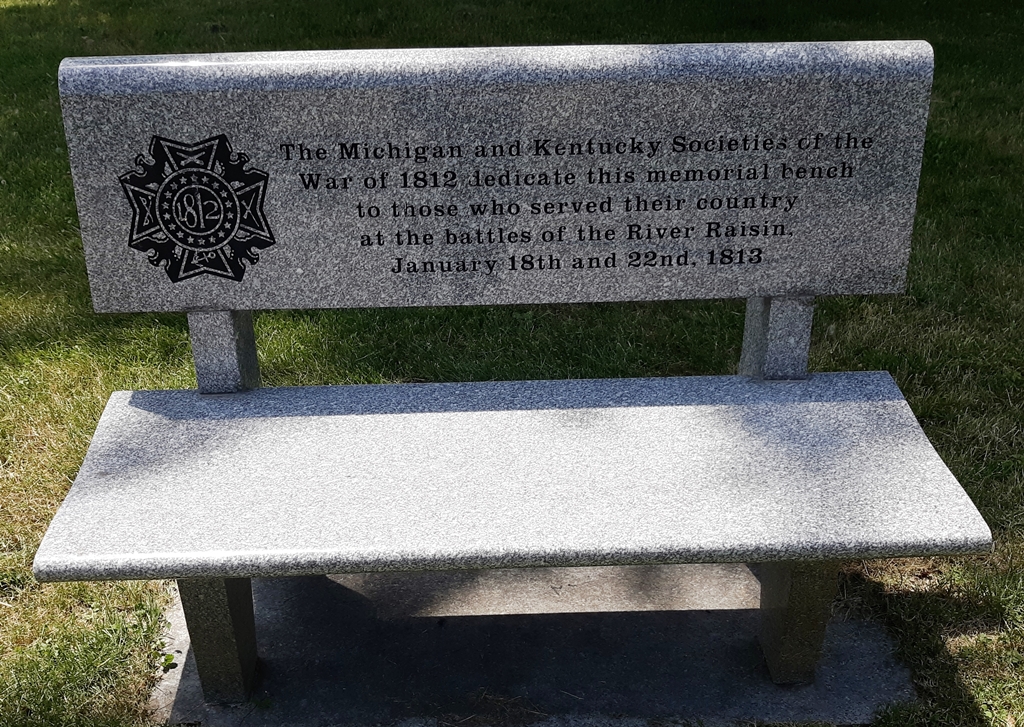 1812
The Michigan and Kentucky Societies of the
War of 1812 dedicate this memorial bench
to those who served their country
at the battles of the River Raisin.
January 18th and 22nd, 1813